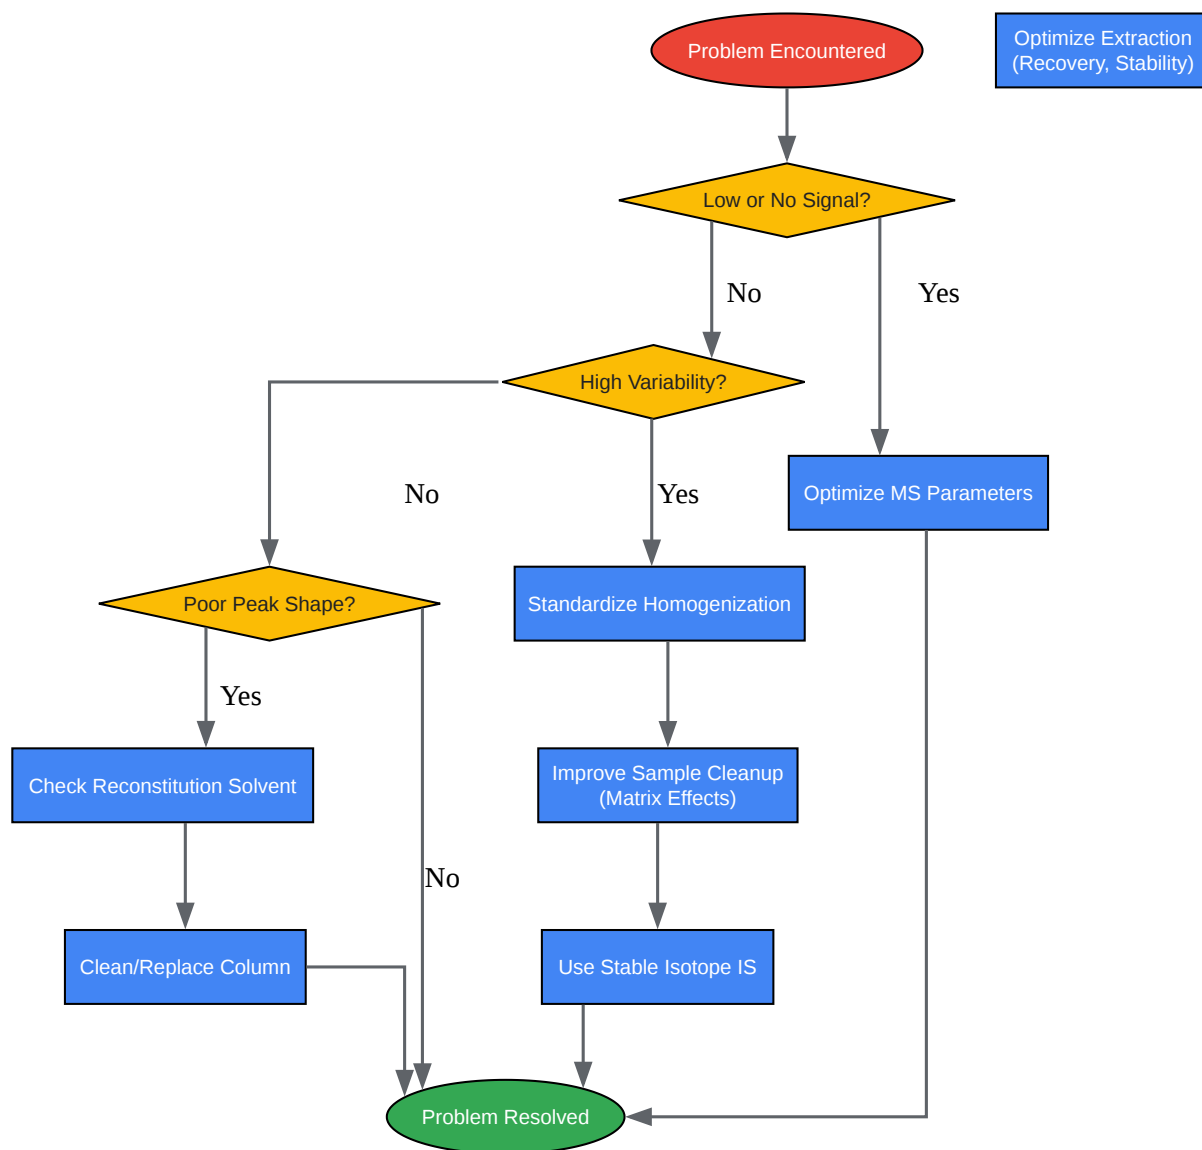 Problem Encountered
Optimize Extraction
(Recovery, Stability)
Low or No Signal?
No
Yes
High Variability?
No
Yes
Optimize MS Parameters
Poor Peak Shape?
Standardize Homogenization
Yes
Check Reconstitution Solvent
Improve Sample Cleanup
(Matrix Effects)
No
Clean/Replace Column
Use Stable Isotope IS
Problem Resolved